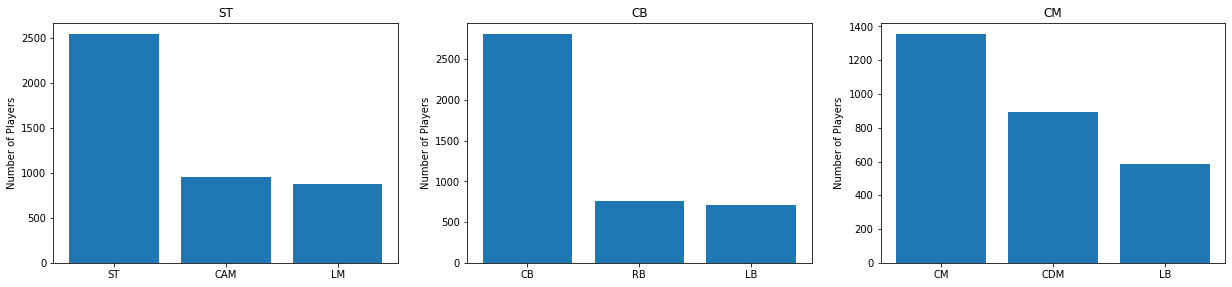 ST
Number of Players
2500
2000
1500
1000
500
0
ST CAM LM
CB
Number of Players
2500
2000
1500
1000
500
0
CB RB LB
CM
Number of Players
1400
1200
1000
800
600
400
200
0
CM CDM LB